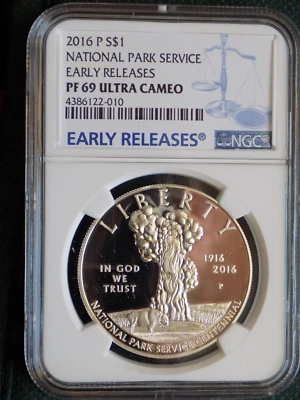 2016 P S$1
NATIONAL PARK SERVICE
EARLY RELEASES
PF 69 ULTRA CAMEO
4386122-010
EARLY RELEASES®
NGC®
LIBERTY
IN GOD
WE
TRUST
1916
2016
P
NATIONAL PARK SERVICE CENTENNIAL